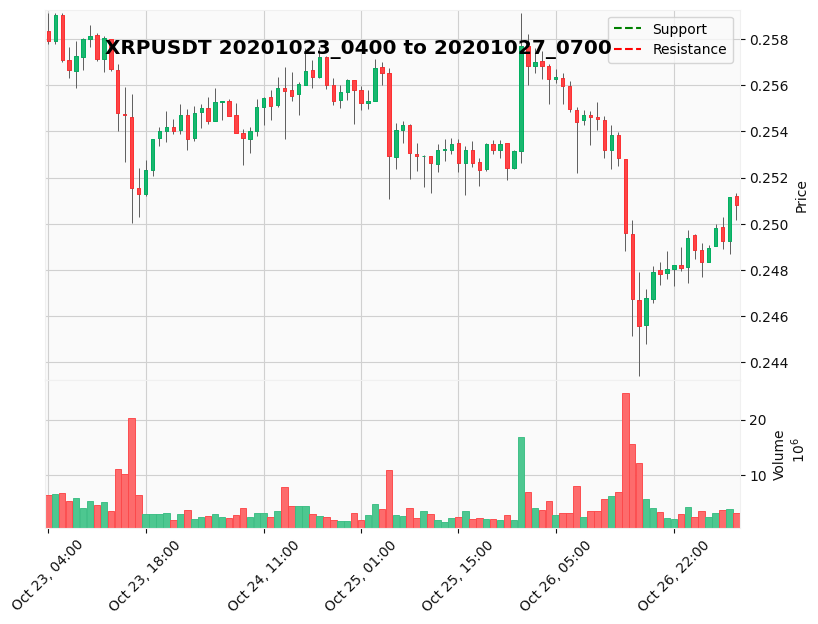 XRPUSDT 20201023_0400 to 20201027_0700
Support
Resistance
0.258
0.256
0.254
0.252
0.250
0.248
0.246
0.244
Price
20
10
Volume
10^6
Oct 23, 04:00
Oct 23, 18:00
Oct 24, 11:00
Oct 25, 01:00
Oct 25, 15:00
Oct 26, 05:00
Oct 26, 22:00